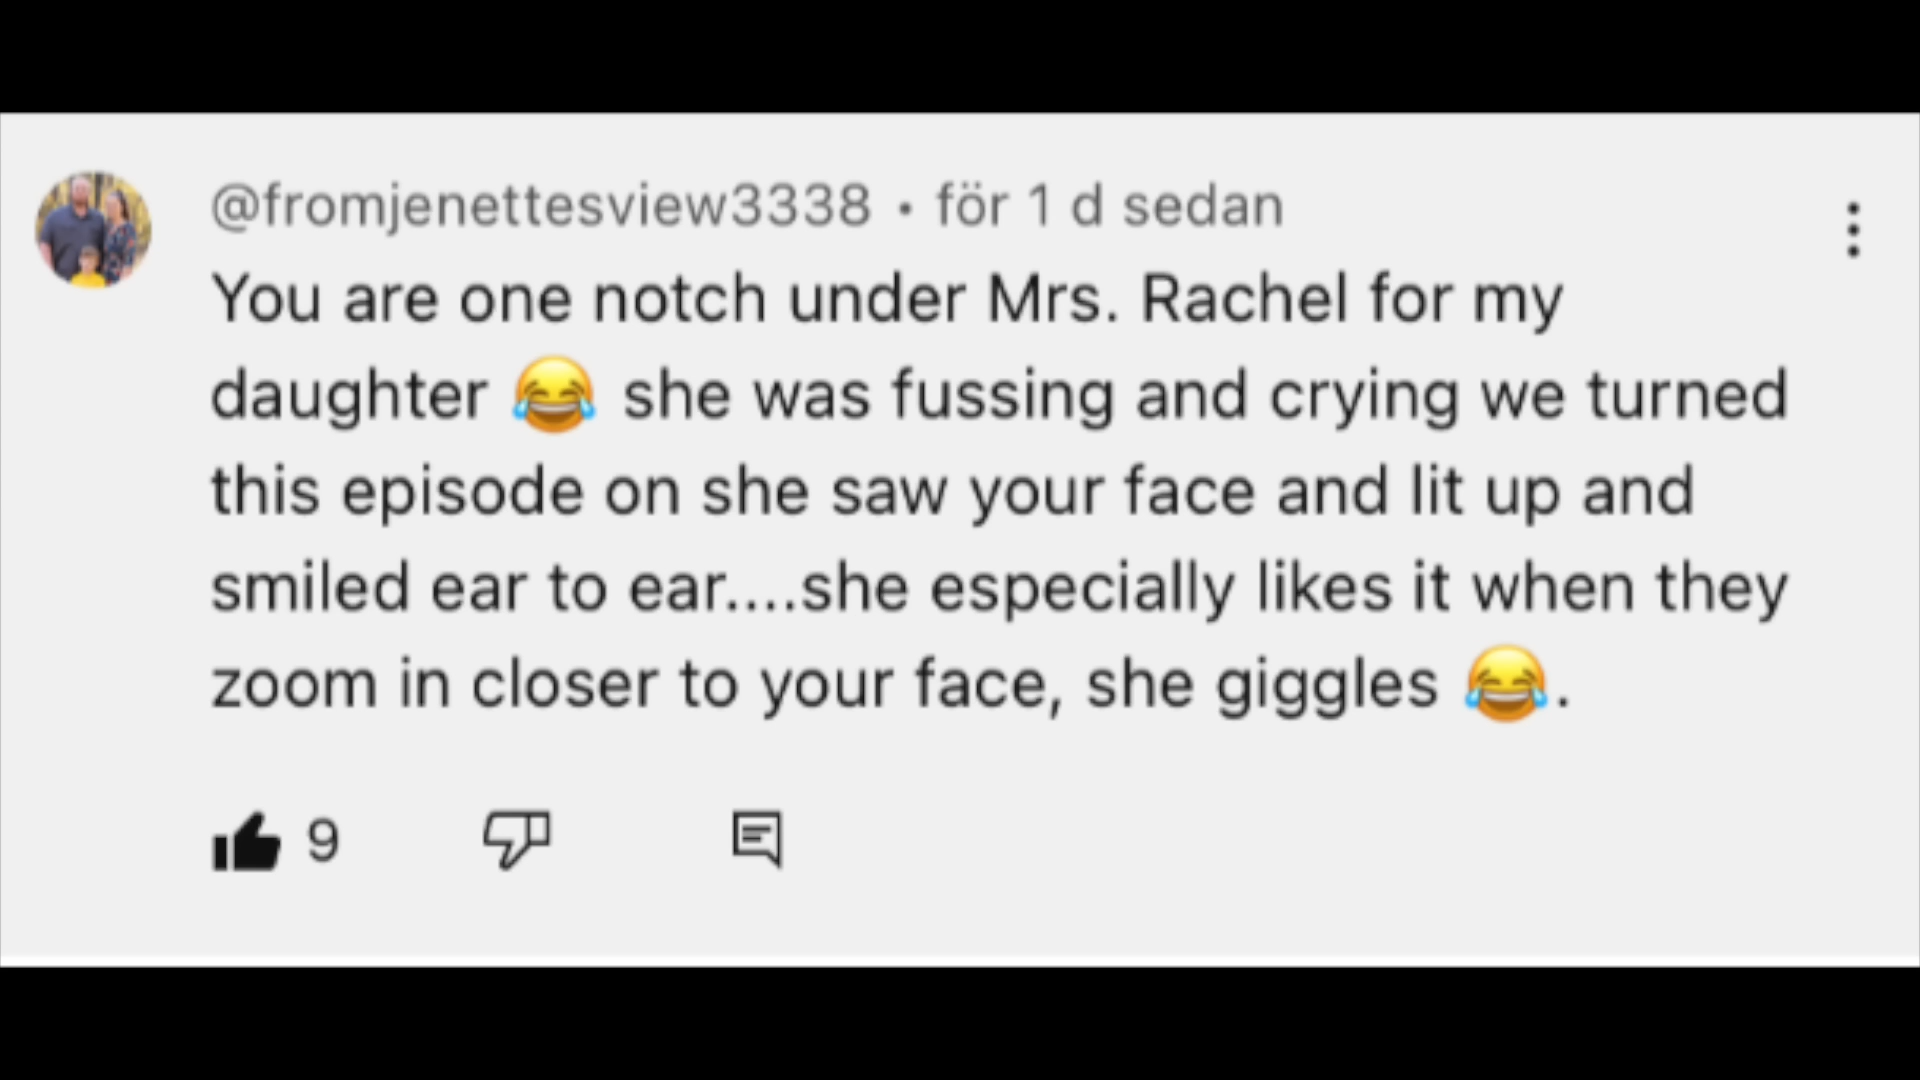 @fromjenettesview3338 • för 1 d sedan
You are one notch under Mrs. Rachel for my
daughter 😂 she was fussing and crying we turned
this episode on she saw your face and lit up and
smiled ear to ear....she especially likes it when they
zoom in closer to your face, she giggles 😂.
9